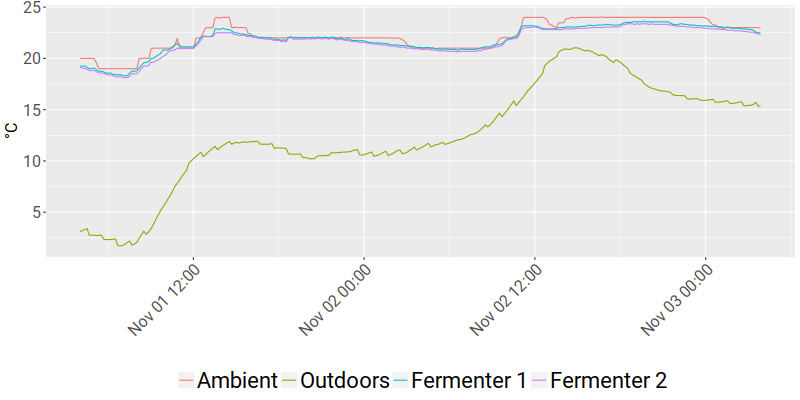 25
20
15
10
5
°C
Nov 01 12:00
Nov 02 00:00
Nov 02 12:00
Nov 03 00:00
Ambient Outdoors Fermenter 1 Fermenter 2